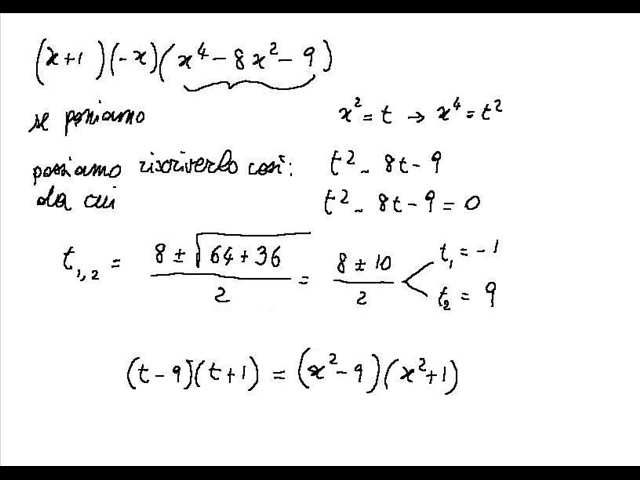 (x+1)(-x)(x⁴-8x²-9)
se poniamo x²=t → x⁴=t²
possiamo riscriverlo così: t²-8t-9
da cui t²-8t-9=0
t₁,₂ = (8±√(64+36))/2 = (8±10)/2 < t₁=-1 t₂=9
(t-9)(t+1) = (x²-9)(x²+1)